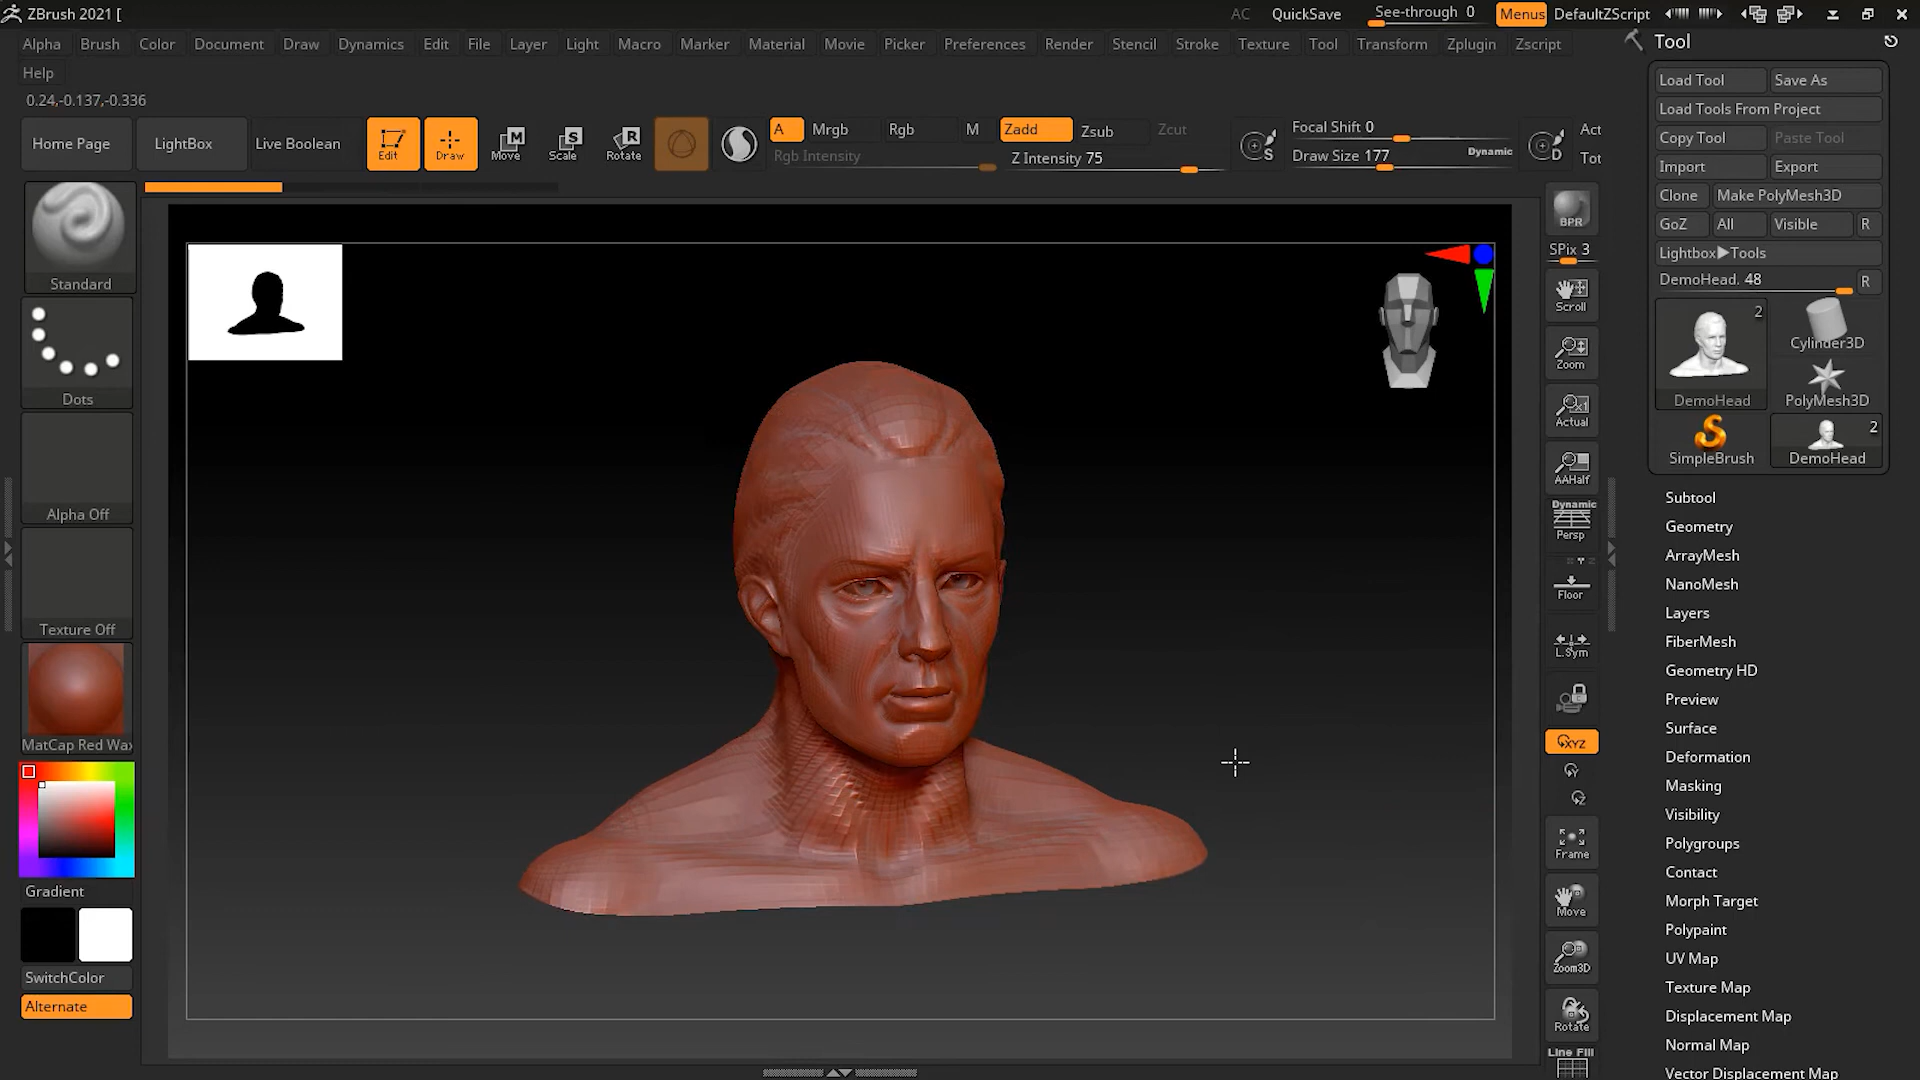 ZBrush 2021 [
AC QuickSave See-through 0 Menus DefaultZScript
Alpha Brush Color Document Draw Dynamics Edit File Layer Light Macro Marker Material Movie Picker Preferences Render Stencil Stroke Texture Tool Transform Zplugin Zscript
Help
0.24,-0.137,-0.336
Home Page LightBox Live Boolean Edit Draw Move Scale Rotate
A Mrgb Rgb M Zadd Zsub Zcut
Rgb Intensity Z Intensity 75
S Focal Shift 0
Draw Size 177 Dynamic
D Act
Tot
Standard
Dots
Alpha Off
Texture Off
MatCap Red Wax
Gradient
SwitchColor
Alternate
BPR
SPix 3
Scroll
Zoom
Actual
AAHalf
Dynamic
Persp
Floor
L.Sym
XYZ
Y
Z
Frame
Move
Zoom3D
Rotate
Line Fill
Tool
Load Tool Save As
Load Tools From Project
Copy Tool Paste Tool
Import Export
Clone Make PolyMesh3D
GoZ All Visible R
Lightbox▶Tools
DemoHead. 48 R
2
DemoHead
Cylinder3D
PolyMesh3D
SimpleBrush
2
DemoHead
Subtool
Geometry
ArrayMesh
NanoMesh
Layers
FiberMesh
Geometry HD
Preview
Surface
Deformation
Masking
Visibility
Polygroups
Contact
Morph Target
Polypaint
UV Map
Texture Map
Displacement Map
Normal Map
Vector Displacement Map